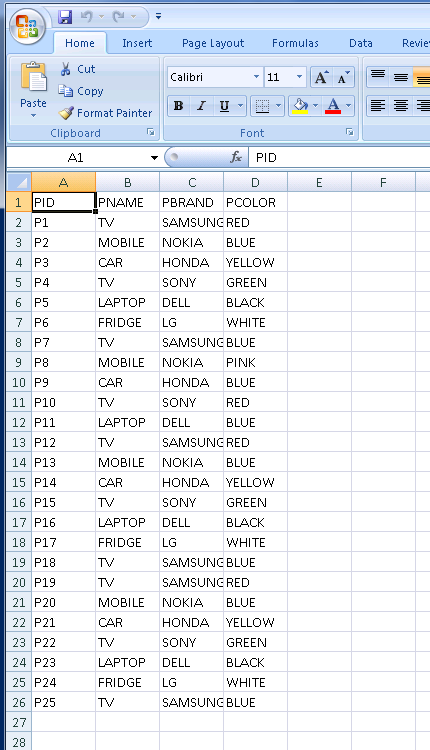 Home Insert Page Layout Formulas Data Revie
Cut
Copy
Format Painter
Paste
Calibri 11 A A
B I U A
Clipboard Font
A1 fx PID
A B C D E F
1 PID PNAME PBRAND PCOLOR
2 P1 TV SAMSUNG RED
3 P2 MOBILE NOKIA BLUE
4 P3 CAR HONDA YELLOW
5 P4 TV SONY GREEN
6 P5 LAPTOP DELL BLACK
7 P6 FRIDGE LG WHITE
8 P7 TV SAMSUNG BLUE
9 P8 MOBILE NOKIA PINK
10 P9 CAR HONDA BLUE
11 P10 TV SONY RED
12 P11 LAPTOP DELL BLUE
13 P12 TV SAMSUNG RED
14 P13 MOBILE NOKIA BLUE
15 P14 CAR HONDA YELLOW
16 P15 TV SONY GREEN
17 P16 LAPTOP DELL BLACK
18 P17 FRIDGE LG WHITE
19 P18 TV SAMSUNG BLUE
20 P19 TV SAMSUNG RED
21 P20 MOBILE NOKIA BLUE
22 P21 CAR HONDA YELLOW
23 P22 TV SONY GREEN
24 P23 LAPTOP DELL BLACK
25 P24 FRIDGE LG WHITE
26 P25 TV SAMSUNG BLUE
27
28